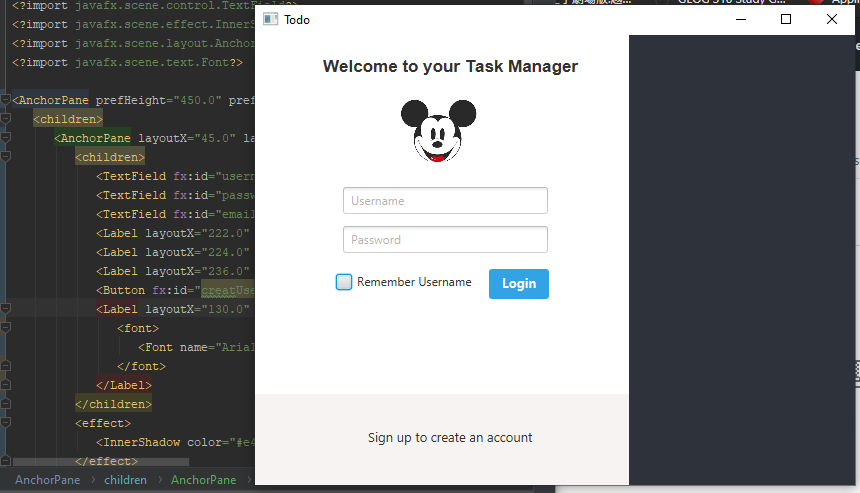 <?import javafx.scene.control.TextField?>
<?import javafx.scene.effect.InnerS
<?import javafx.scene.layout.Anchor
<?import javafx.scene.text.Font?>
<AnchorPane prefHeight="450.0" pref
<children>
<AnchorPane layoutX="45.0" la
<children>
<TextField fx:id="usern
<TextField fx:id="passw
<TextField fx:id="email
<Label layoutX="222.0"
<Label layoutX="224.0"
<Label layoutX="236.0"
<Button fx:id="creatUse
<Label layoutX="130.0"
<font>
<Font name="Arial
</font>
</Label>
</children>
<effect>
<InnerShadow color="#e4
</effect>
AnchorPane › children › AnchorPane ›
Todo
Welcome to your Task Manager
Username
Password
Remember Username
Login
Sign up to create an account